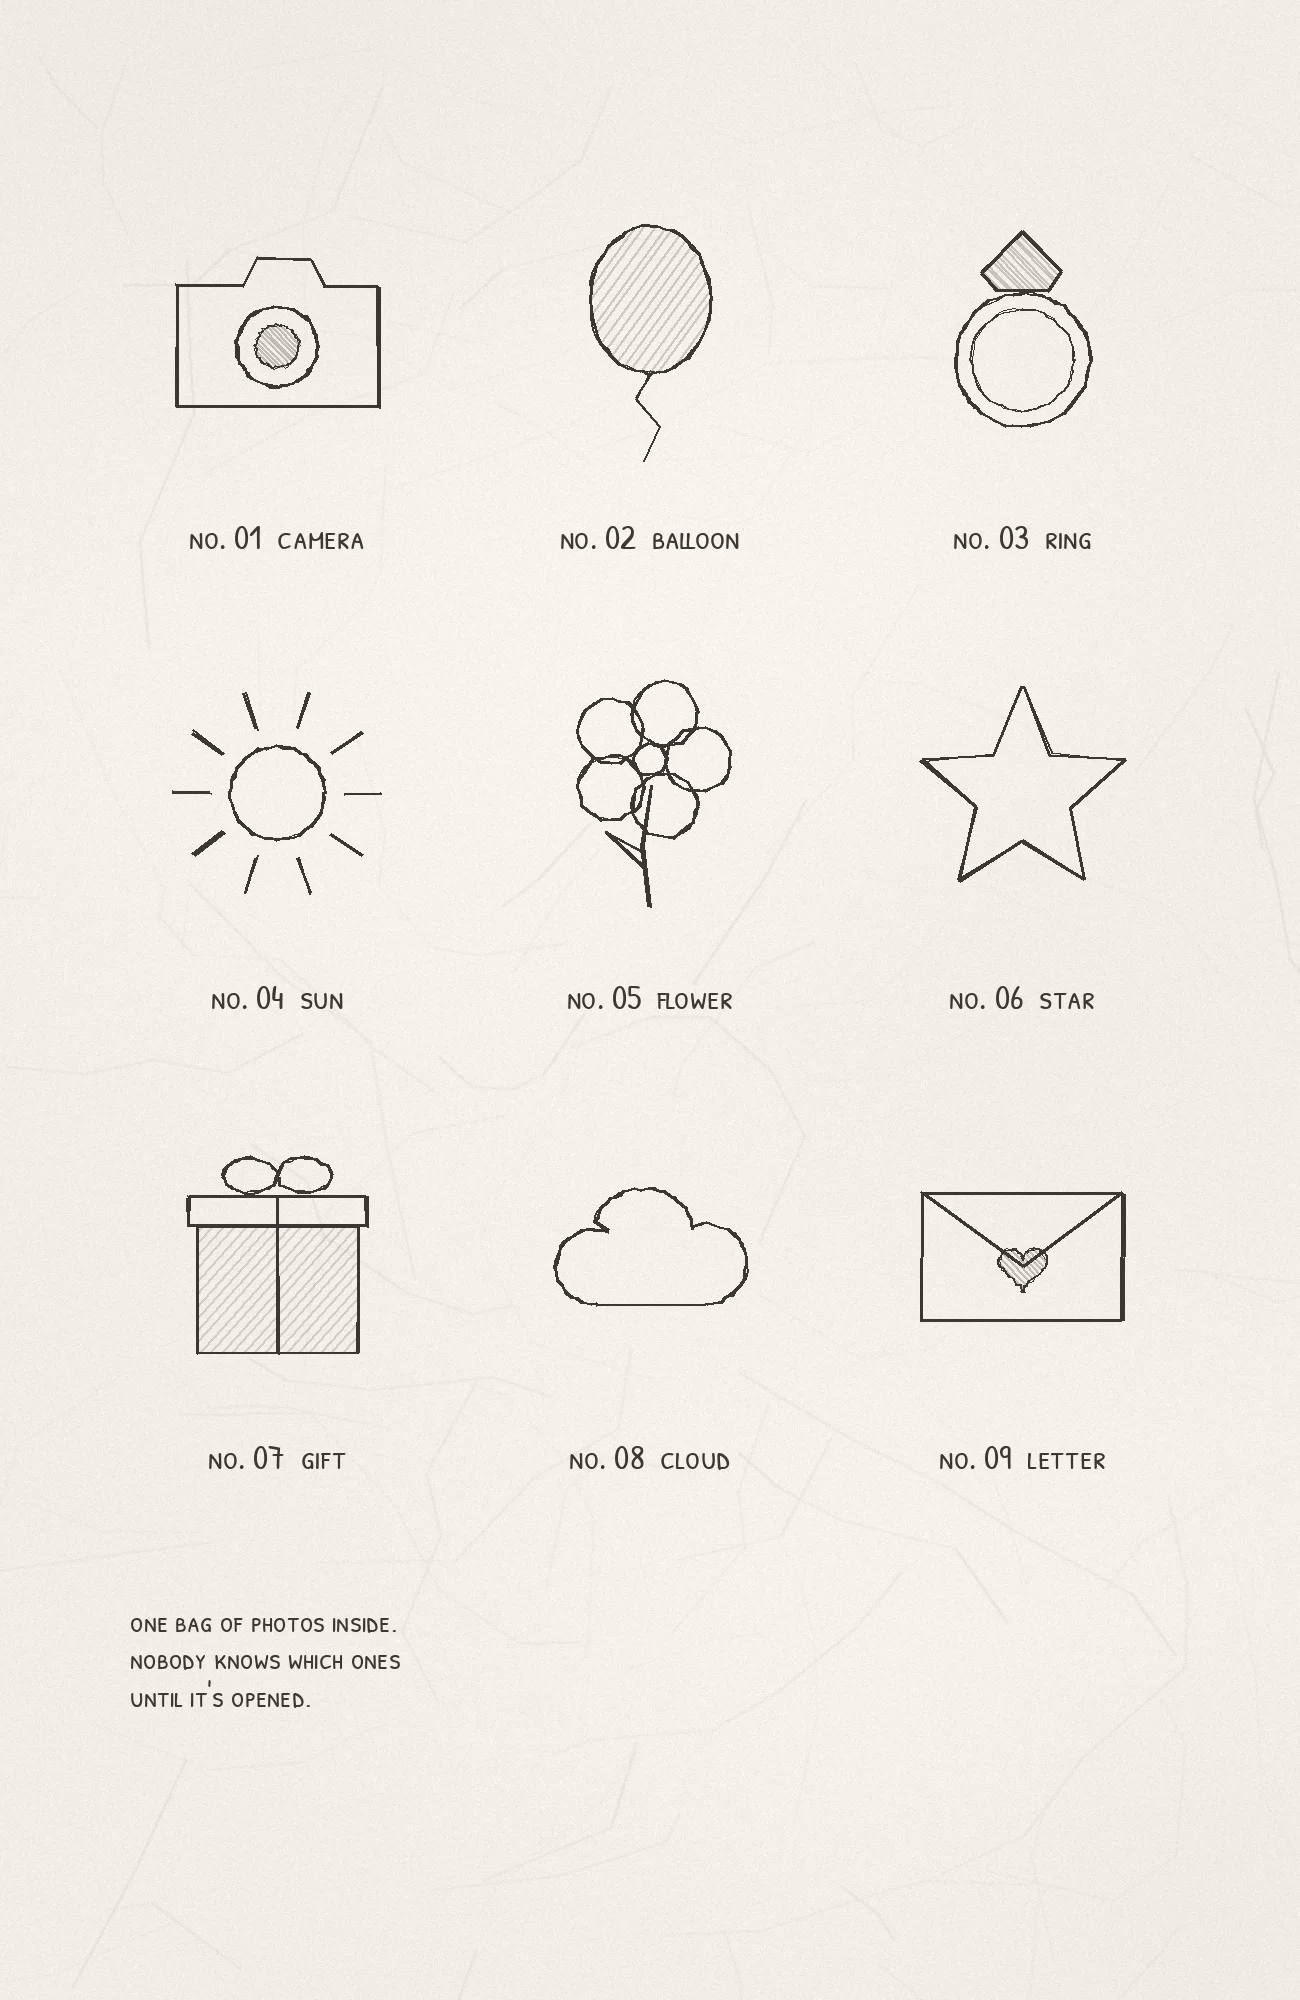 NO. 01 CAMERA
NO. 02 BALLOON
NO. 03 RING
NO. 04 SUN
NO. 05 FLOWER
NO. 06 STAR
NO. 07 GIFT
NO. 08 CLOUD
NO. 09 LETTER
ONE BAG OF PHOTOS INSIDE.
NOBODY KNOWS WHICH ONES
UNTIL IT'S OPENED.